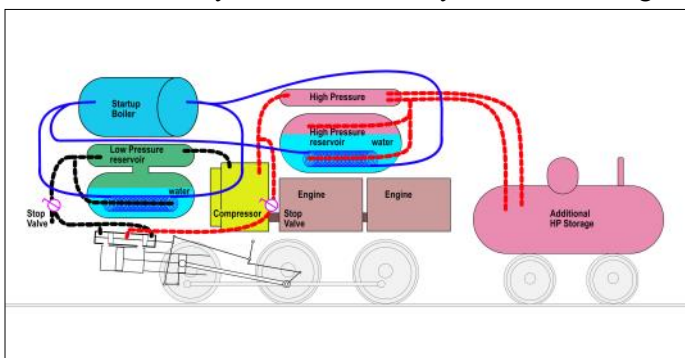 Startup
Boiler
High Pressure
Low Pressure
reservoir
High Pressure
reservoir
water
water
Stop
Valve
Compressor
Stop
Valve
Engine
Engine
Additional
HP Storage